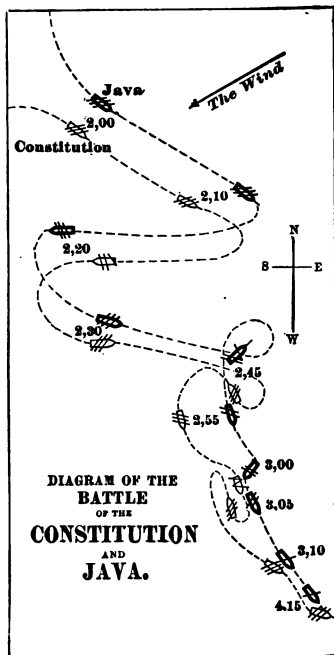 Java
The Wind
2,00
Constitution
2,10
2,20
N
S E
W
2,30
2,45
2,55
3,00
3,05
3,10
4.15
DIAGRAM OF THE
BATTLE
OF THE
CONSTITUTION
AND
JAVA.